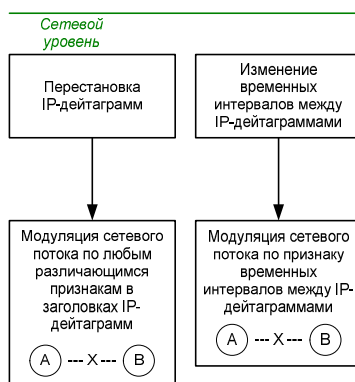 Сетевой
уровень
Перестановка
IP-дейтаграмм
Изменение
временных
интервалов между
IP-дейтаграммами
Модуляция сетевого
потока по любым
различающимся
признакам в
заголовках IP-
дейтаграмм
A --- X --- B
Модуляция сетевого
потока по признаку
временных
интервалов между IP-
дейтаграммами
A --- X --- B